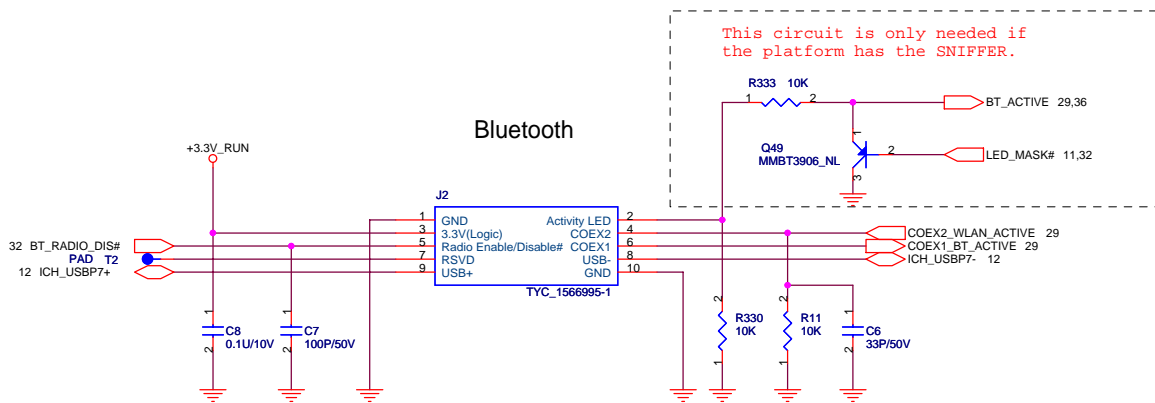 This circuit is only needed if
the platform has the SNIFFER.
R333 10K
1 2
BT_ACTIVE 29,36
Bluetooth
1
Q49
MMBT3906_NL
2
LED_MASK# 11,32
3
+3.3V_RUN
J2
1 GND Activity LED 2
3 3.3V(Logic) COEX2 4
5 Radio Enable/Disable# COEX1 6
7 RSVD USB- 8
9 USB+ GND 10
TYC_1566995-1
32 BT_RADIO_DIS#
PAD T2
12 ICH_USBP7+
COEX2_WLAN_ACTIVE 29
COEX1_BT_ACTIVE 29
ICH_USBP7- 12
1
C8
0.1U/10V
2
1
C7
100P/50V
2
2
R330
10K
1
2
R11
10K
1
1
C6
33P/50V
2